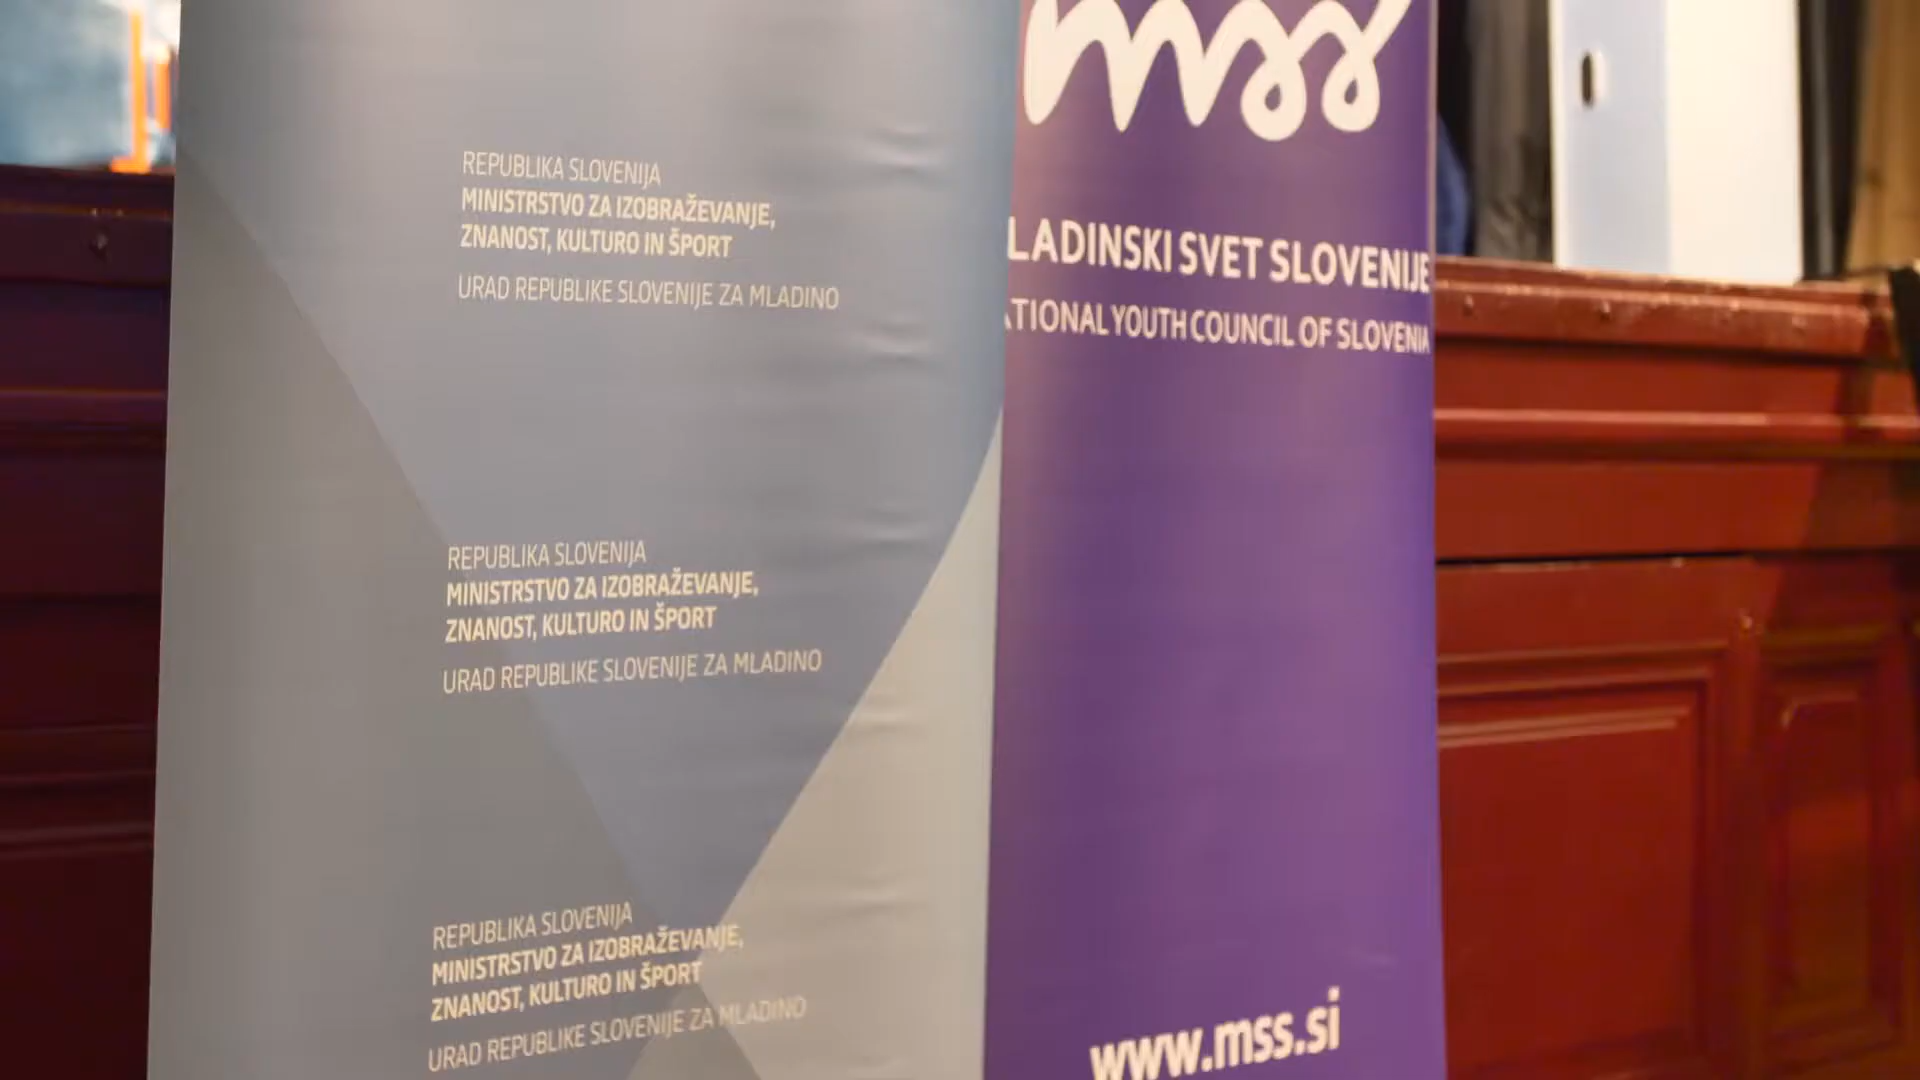 REPUBLIKA SLOVENIJA
MINISTRSTVO ZA IZOBRAŽEVANJE,
ZNANOST, KULTURO IN ŠPORT
URAD REPUBLIKE SLOVENIJE ZA MLADINO
REPUBLIKA SLOVENIJA
MINISTRSTVO ZA IZOBRAŽEVANJE,
ZNANOST, KULTURO IN ŠPORT
URAD REPUBLIKE SLOVENIJE ZA MLADINO
REPUBLIKA SLOVENIJA
MINISTRSTVO ZA IZOBRAŽEVANJE,
ZNANOST, KULTURO IN ŠPORT
URAD REPUBLIKE SLOVENIJE ZA MLADINO
mss
LADINSKI SVET SLOVENIJE
ATIONAL YOUTH COUNCIL OF SLOVENIA
www.mss.si